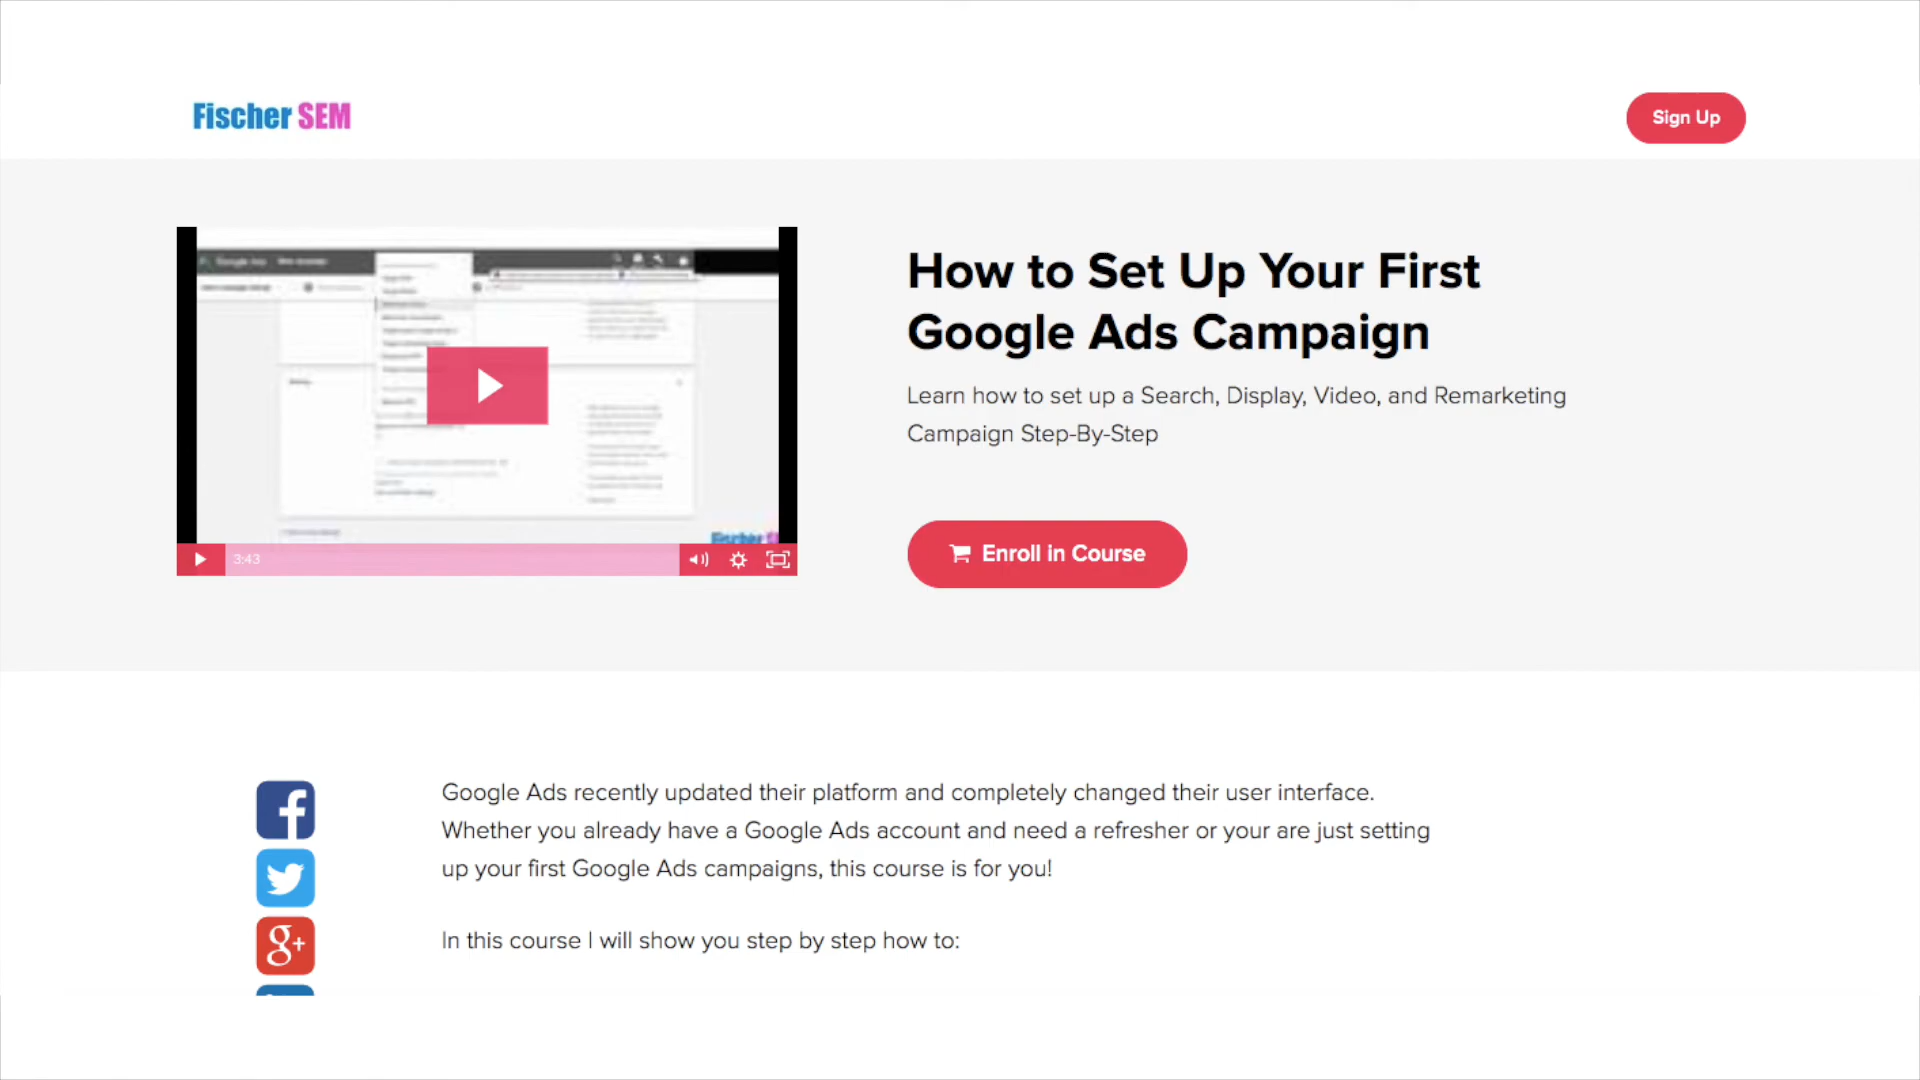 Fischer SEM
Sign Up
How to Set Up Your First
Google Ads Campaign
Learn how to set up a Search, Display, Video, and Remarketing
Campaign Step-By-Step
3:43
Enroll in Course
Google Ads recently updated their platform and completely changed their user interface.
Whether you already have a Google Ads account and need a refresher or your are just setting
up your first Google Ads campaigns, this course is for you!
In this course I will show you step by step how to: